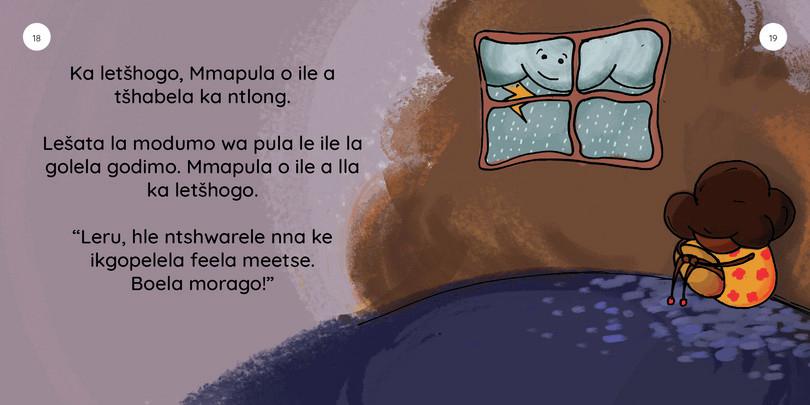 18
Ka letšhogo, Mmapula o ile a
tšhabela ka ntlong.
Lešata la modumo wa pula le ile la
golela godimo. Mmapula o ile a lla
ka letšhogo.
“Leru, hle ntshwarele nna ke
ikgopelela feela meetse.
Boela morago!”
19